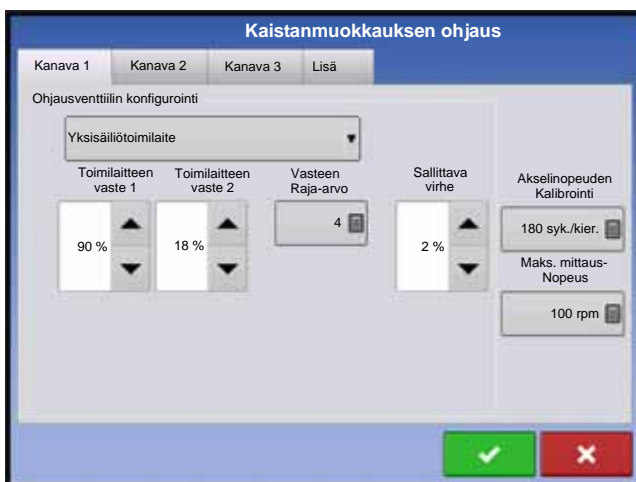 Kaistanmuokkauksen ohjaus
Kanava 1 Kanava 2 Kanava 3 Lisä
Ohjausventtiilin konfigurointi
Yksisäiliötoimilaite
Toimilaitteen
vaste 1
Toimilaitteen
vaste 2
Vasteen
Raja-arvo
Sallittava
virhe
90 %
18 %
4
2 %
Akselinopeuden
Kalibrointi
180 syk./kier.
Maks. mittaus-
Nopeus
100 rpm